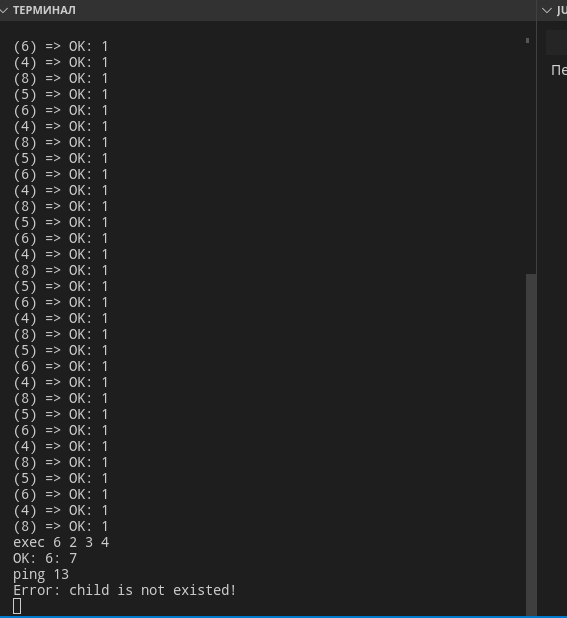 ТЕРМИНАЛ
JU
Пе
(6) => OK: 1
(4) => OK: 1
(8) => OK: 1
(5) => OK: 1
(6) => OK: 1
(4) => OK: 1
(8) => OK: 1
(5) => OK: 1
(6) => OK: 1
(4) => OK: 1
(8) => OK: 1
(5) => OK: 1
(6) => OK: 1
(4) => OK: 1
(8) => OK: 1
(5) => OK: 1
(6) => OK: 1
(4) => OK: 1
(8) => OK: 1
(5) => OK: 1
(6) => OK: 1
(4) => OK: 1
(8) => OK: 1
(5) => OK: 1
(6) => OK: 1
(4) => OK: 1
(8) => OK: 1
(5) => OK: 1
(6) => OK: 1
(4) => OK: 1
(8) => OK: 1
exec 6 2 3 4
OK: 6: 7
ping 13
Error: child is not existed!